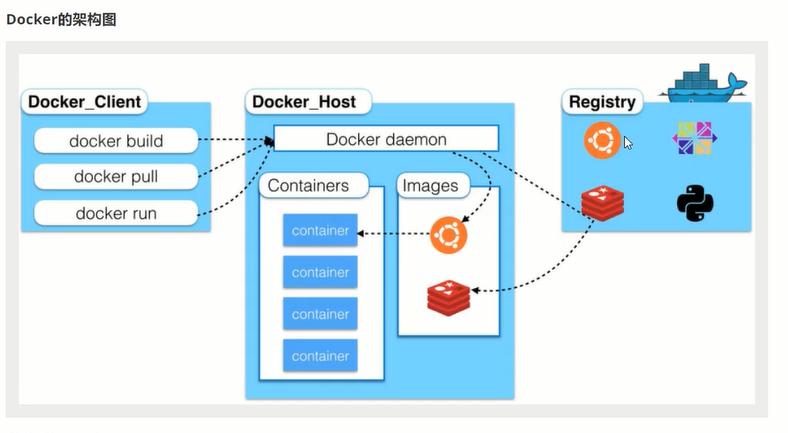 Docker的架构图
Docker_Client
docker build
docker pull
docker run
Docker_Host
Docker daemon
Containers
container
container
container
container
Images
Registry